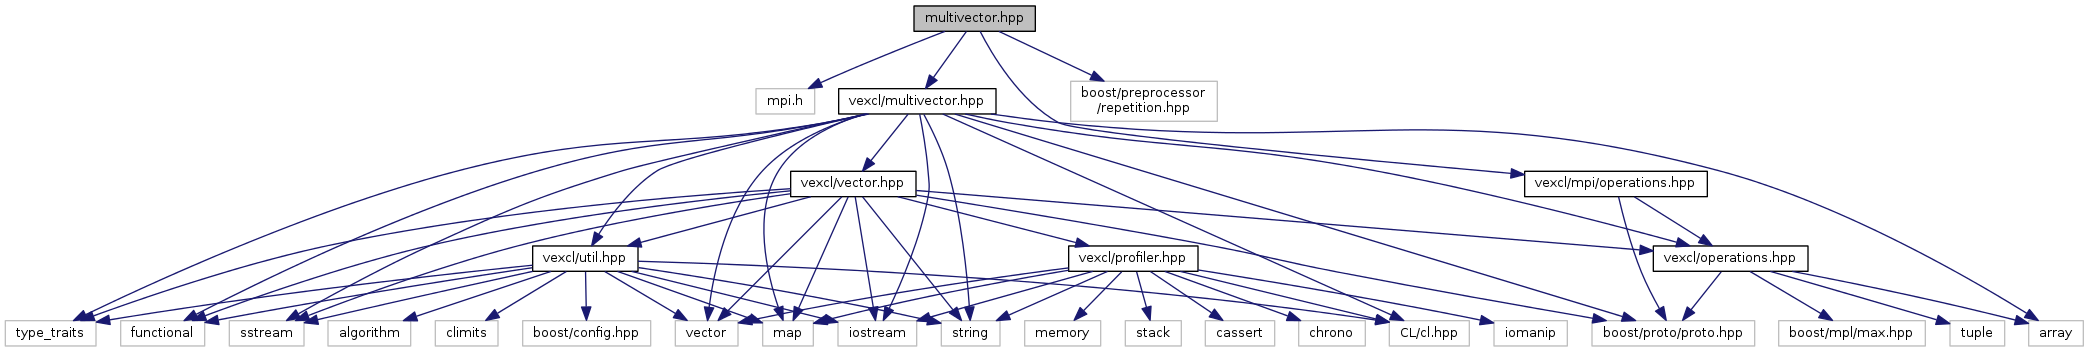 multivector.hpp
mpi.h
vexcl/multivector.hpp
boost/preprocessor
/repetition.hpp
vexcl/vector.hpp
vexcl/mpi/operations.hpp
vexcl/util.hpp
vexcl/profiler.hpp
vexcl/operations.hpp
type_traits
functional
sstream
algorithm
climits
boost/config.hpp
vector
map
iostream
string
memory
stack
cassert
chrono
CL/cl.hpp
iomanip
boost/proto/proto.hpp
boost/mpl/max.hpp
tuple
array